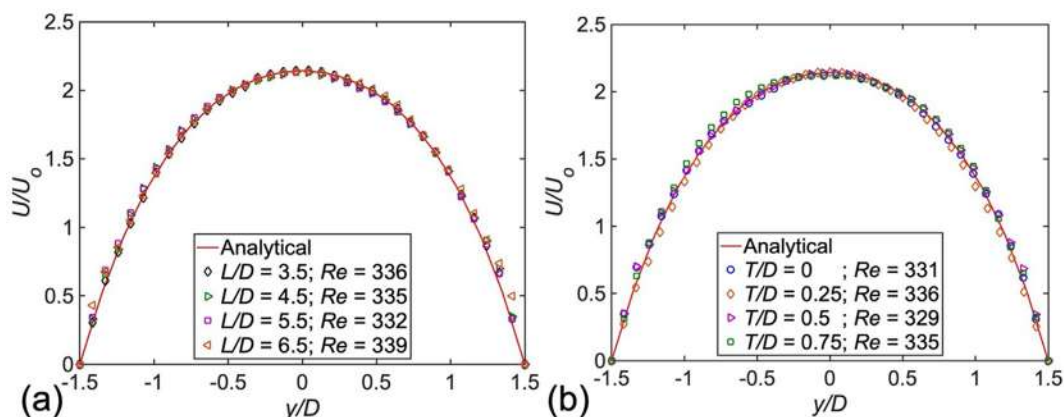 2.5
2
1.5
1
0.5
0
U/Uo
-1.5 -1 -0.5 0 0.5 1 1.5
y/D
Analytical
L/D = 3.5; Re = 336
L/D = 4.5; Re = 335
L/D = 5.5; Re = 332
L/D = 6.5; Re = 339
(a)
2.5
2
1.5
1
0.5
0
U/Uo
-1.5 -1 -0.5 0 0.5 1 1.5
y/D
Analytical
T/D = 0 ; Re = 331
T/D = 0.25; Re = 336
T/D = 0.5 ; Re = 329
T/D = 0.75; Re = 335
(b)